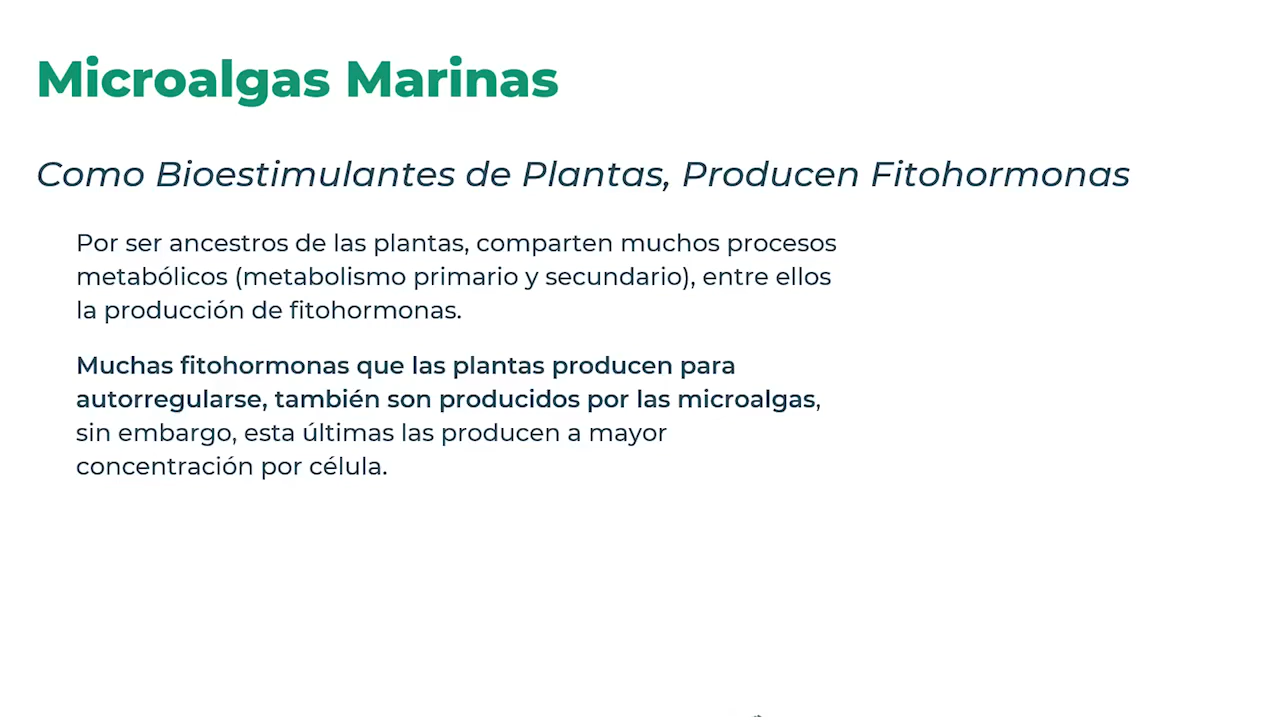 Microalgas Marinas
Como Bioestimulantes de Plantas, Producen Fitohormonas
Por ser ancestros de las plantas, comparten muchos procesos
metabólicos (metabolismo primario y secundario), entre ellos
la producción de fitohormonas.
Muchas fitohormonas que las plantas producen para
autorregularse, también son producidos por las microalgas,
sin embargo, esta últimas las producen a mayor
concentración por célula.